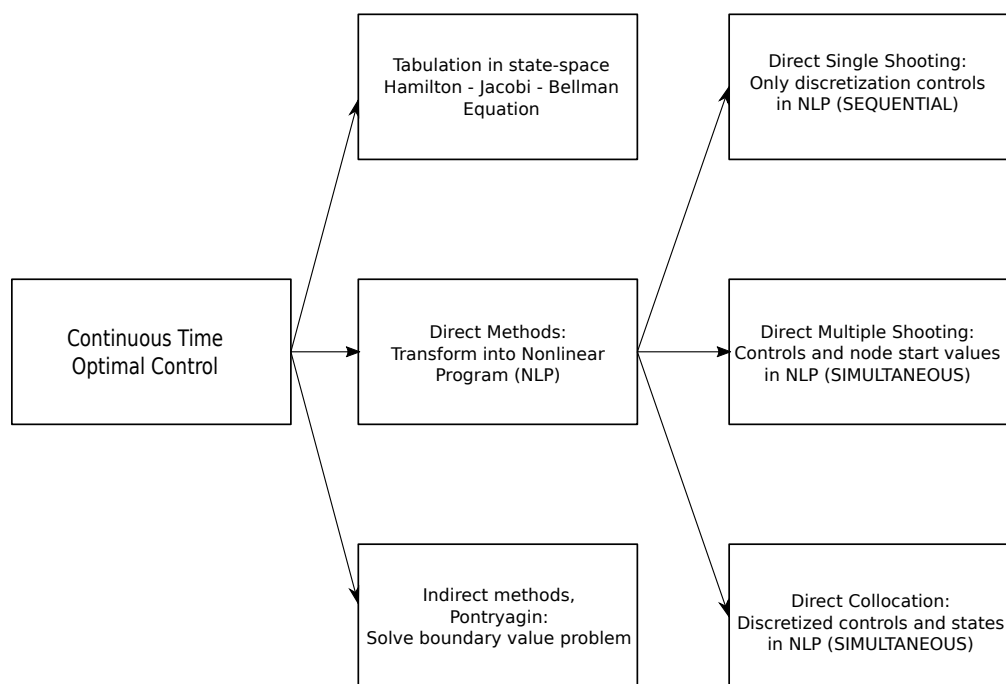 Tabulation in state-space
Hamilton - Jacobi - Bellman
Equation
Direct Single Shooting:
Only discretization controls
in NLP (SEQUENTIAL)
Continuous Time
Optimal Control
Direct Methods:
Transform into Nonlinear
Program (NLP)
Direct Multiple Shooting:
Controls and node start values
in NLP (SIMULTANEOUS)
Indirect methods,
Pontryagin:
Solve boundary value problem
Direct Collocation:
Discretized controls and states
in NLP (SIMULTANEOUS)